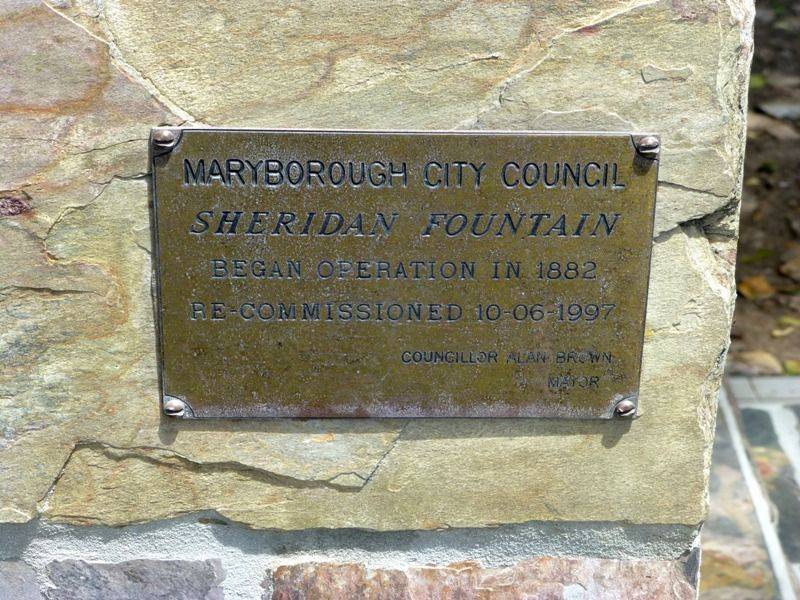 MARYBOROUGH CITY COUNCIL
SHERIDAN FOUNTAIN
BEGAN OPERATION IN 1882
RE-COMMISSIONED 10-06-1997
COUNCILLOR ALAN BROWN
MAYOR